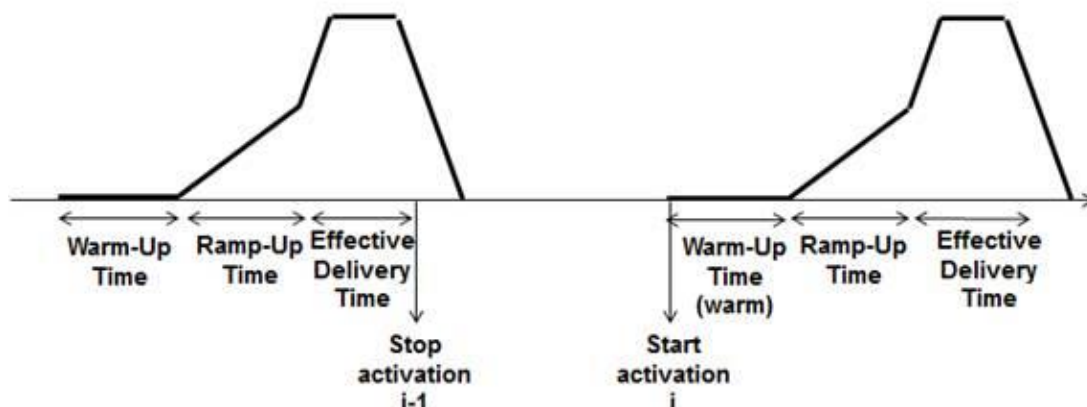 Warm-Up
Time
Ramp-Up
Time
Effective
Delivery
Time
Stop
activation
i-1
Warm-Up
Time
(warm)
Ramp-Up
Time
Effective
Delivery
Time
Start
activation
i